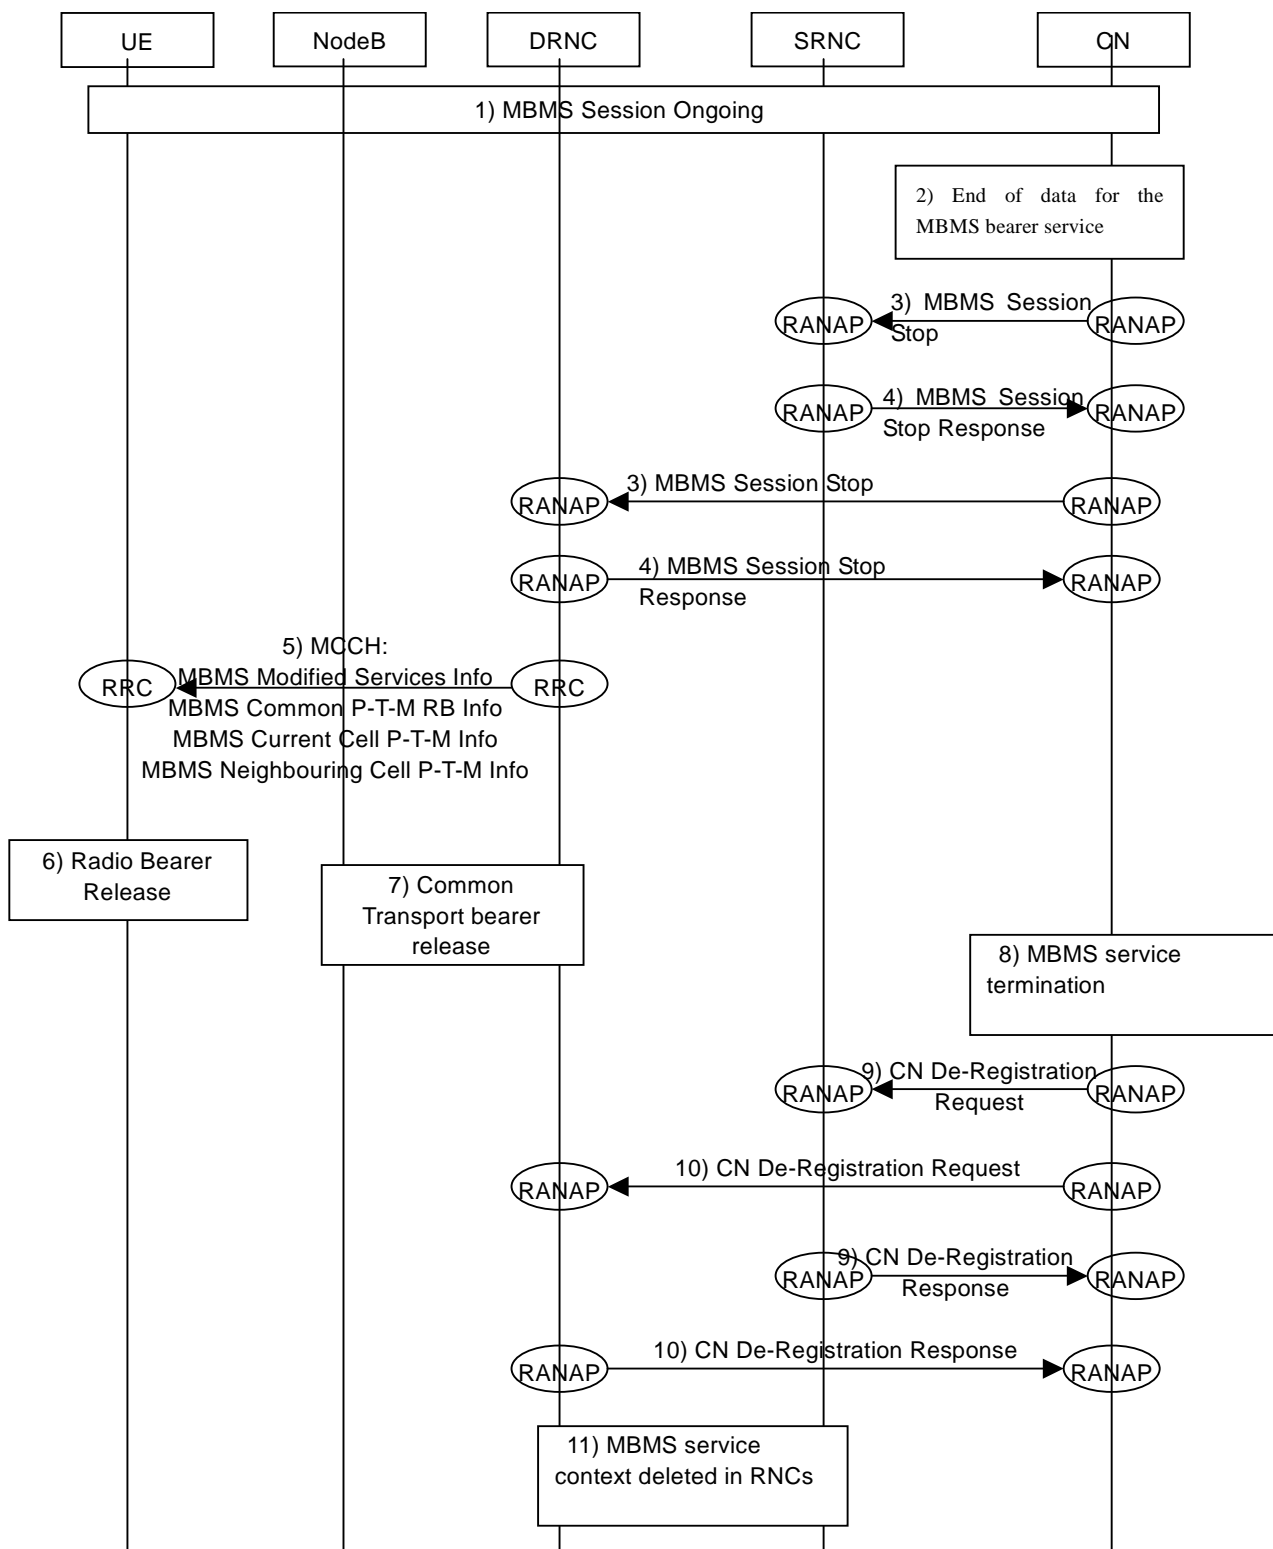 UE NodeB DRNC SRNC CN
1) MBMS Session Ongoing
2) End of data for the
MBMS bearer service
3) MBMS Session
Stop
RANAP RANAP
4) MBMS Session
Stop Response
RANAP RANAP
3) MBMS Session Stop
RANAP RANAP
4) MBMS Session Stop
Response
RANAP RANAP
5) MCCH:
MBMS Modified Services Info
RRC RRC
MBMS Common P-T-M RB Info
MBMS Current Cell P-T-M Info
MBMS Neighbouring Cell P-T-M Info
6) Radio Bearer
Release
7) Common
Transport bearer
release
8) MBMS service
termination
9) CN De-Registration
Request
RANAP RANAP
10) CN De-Registration Request
RANAP RANAP
9) CN De-Registration
Response
RANAP RANAP
10) CN De-Registration Response
RANAP RANAP
11) MBMS service
context deleted in RNCs